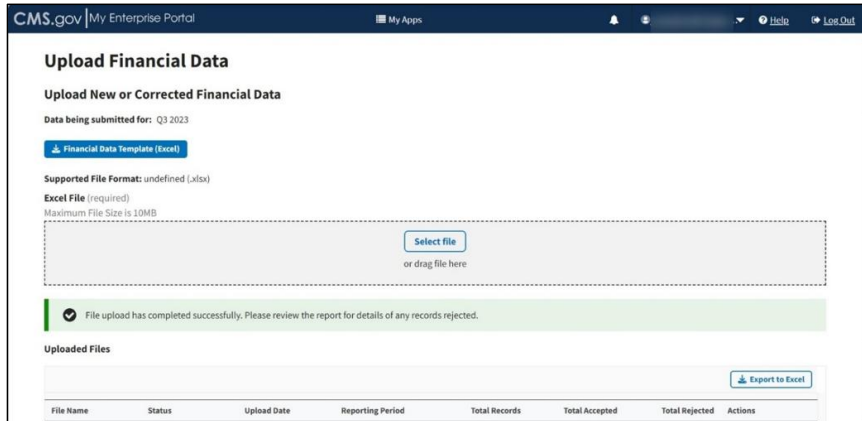 CMS.gov My Enterprise Portal My Apps Help Log Out
Upload Financial Data
Upload New or Corrected Financial Data
Data being submitted for: Q3 2023
Financial Data Template (Excel)
Supported File Format: undefined (.xlsx)
Excel File (required)
Maximum File Size is 10MB
Select file
or drag file here
File upload has completed successfully. Please review the report for details of any records rejected.
Uploaded Files
Export to Excel
File Name Status Upload Date Reporting Period Total Records Total Accepted Total Rejected Actions